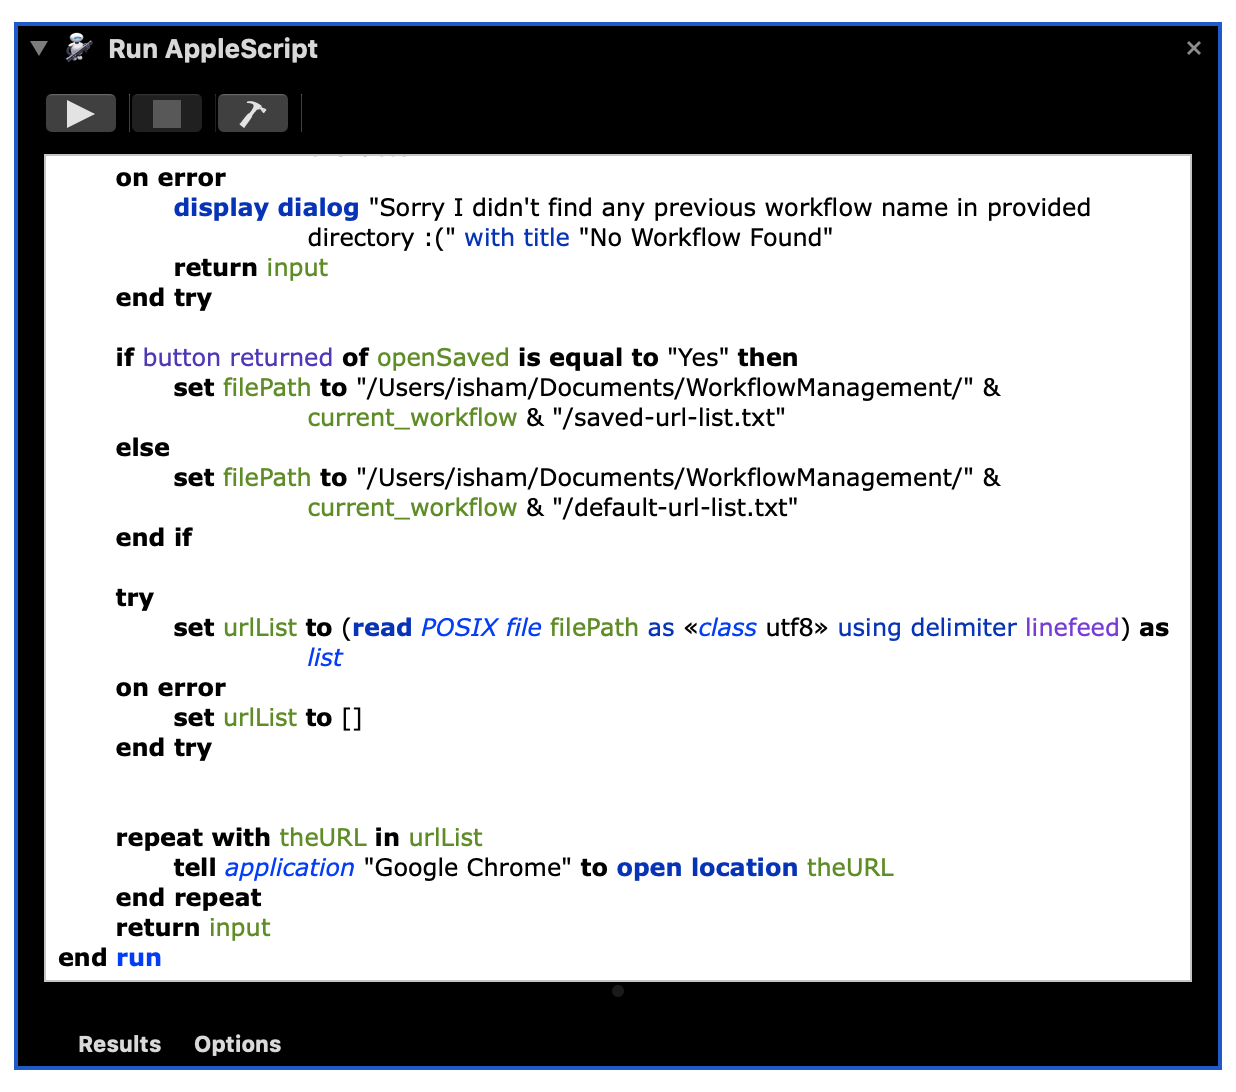 Run AppleScript
on error
display dialog "Sorry I didn't find any previous workflow name in provided
directory :(" with title "No Workflow Found"
return input
end try
if button returned of openSaved is equal to "Yes" then
set filePath to "/Users/isham/Documents/WorkflowManagement/" &
current_workflow & "/saved-url-list.txt"
else
set filePath to "/Users/isham/Documents/WorkflowManagement/" &
current_workflow & "/default-url-list.txt"
end if
try
set urlList to (read POSIX file filePath as «class utf8» using delimiter linefeed) as
list
on error
set urlList to []
end try
repeat with theURL in urlList
tell application "Google Chrome" to open location theURL
end repeat
return input
end run
Results Options